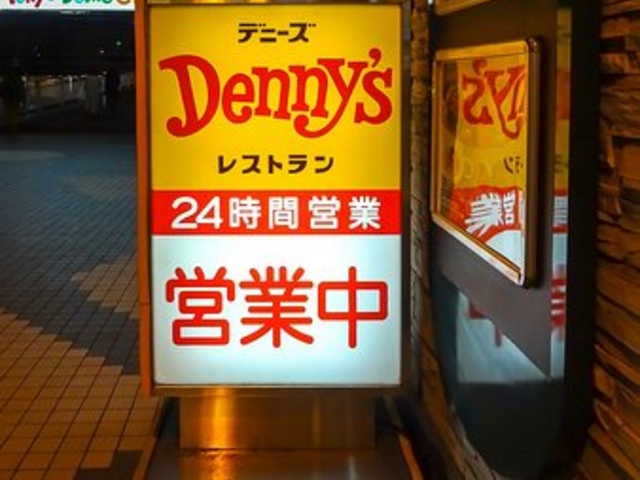 デニーズ
Denny's
レストラン
24時間営業
営業中